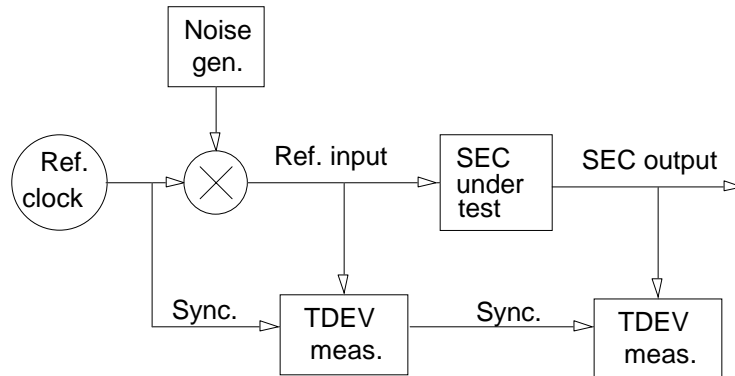 Noise
gen.
Ref.
clock
Ref. input
SEC
under
test
SEC output
Sync.
TDEV
meas.
Sync.
TDEV
meas.